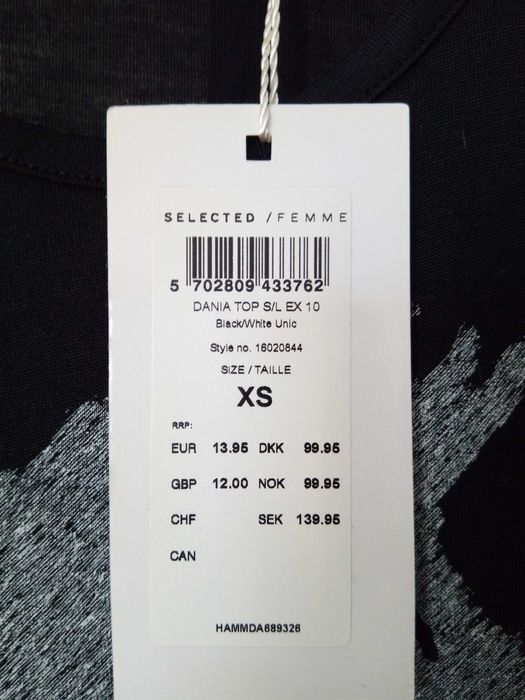 SELECTED / FEMME
5 702809 433762
DANIA TOP S/L EX 10
Black/White Unic
Style no. 16020844
SIZE / TAILLE
XS
RRP:
EUR 13.95 DKK 99.95
GBP 12.00 NOK 99.95
CHF SEK 139.95
CAN
HAMMDA689326